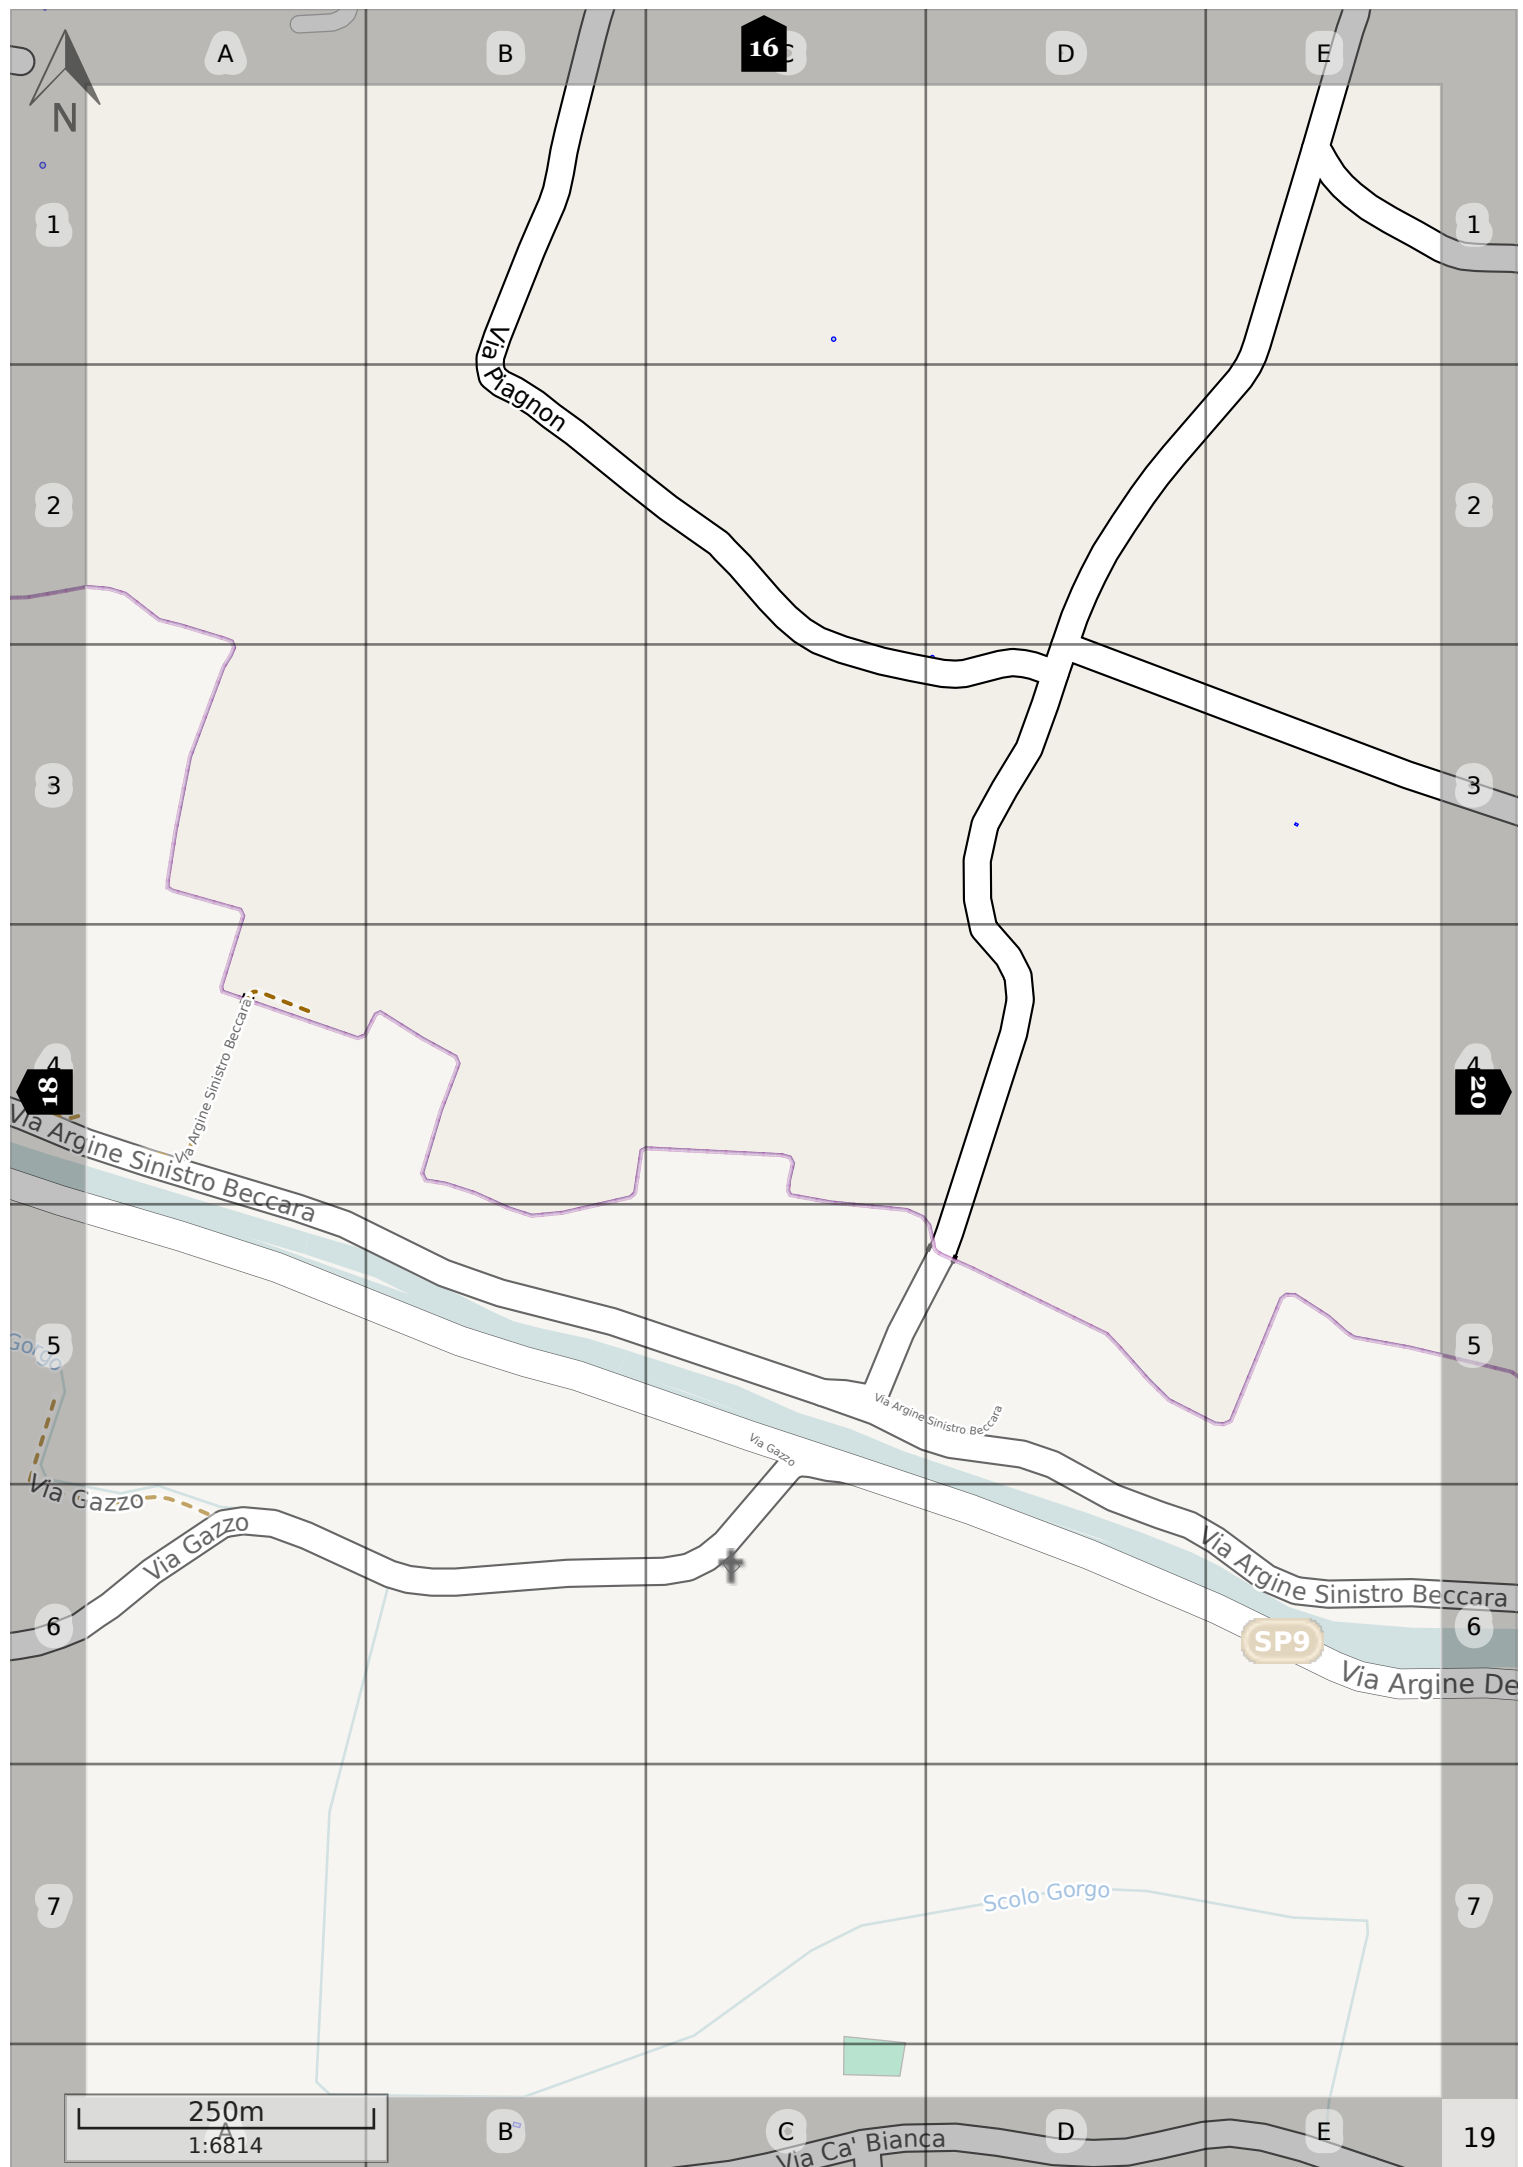 A
B
16
C
D
E
N
1
1
Via Piagnon
2
2
3
3
4
4
18
20
Via Argine Sinistro Beccara
Via Argine Sinistro Beccara
5
5
Gorgo
Via Argine Sinistro Beccara
Via Gazzo
Via Gazzo
Via Gazzo
Via Argine Sinistro Beccara
6
6
SP9
Via Argine De
7
7
Scolo Gorgo
250m
1:6814
A
B
C
D
E
19
Via Ca' Bianca